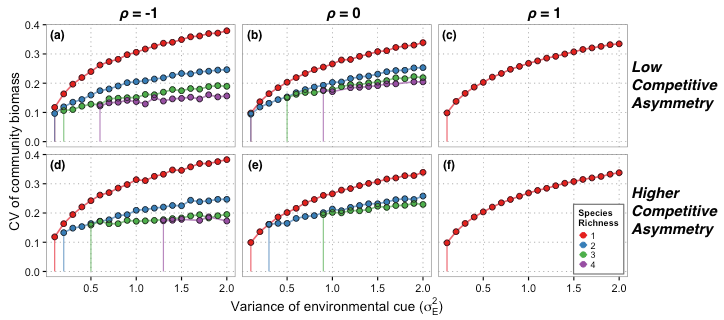 ρ = -1
ρ = 0
ρ = 1
CV of community biomass
0.4
0.3
0.2
0.1
0.0
(a)
(b)
(c)
Low
Competitive
Asymmetry
0.4
0.3
0.2
0.1
0.0
(d)
(e)
(f)
Higher
Competitive
Asymmetry
Species
Richness
1
2
3
4
0.5
1.0
1.5
2.0
0.5
1.0
1.5
2.0
0.5
1.0
1.5
2.0
Variance of environmental cue (σ²E)